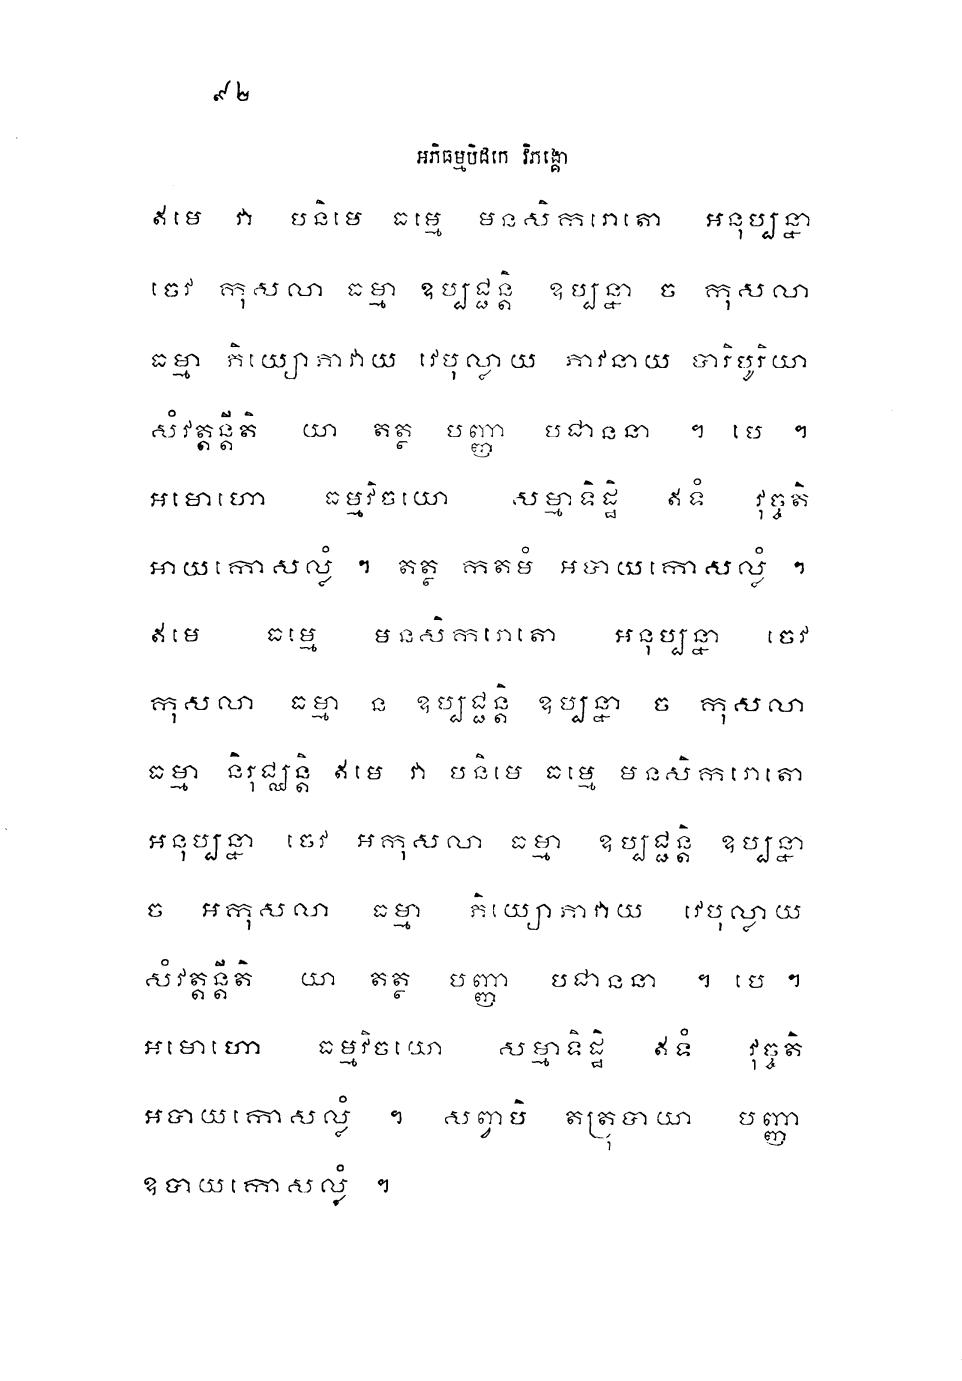 ៩២
អភិធម្មបិដកេ វិភង្គោ
ឥមេ វា បនិមេ ធម្មេ មនសិករោតោ អនុប្បន្នា
ចេវ កុសលា ធម្មា ឧប្បជ្ជន្តិ ឧប្បន្នា ច កុសលា
ធម្មា ភិយ្យោភាវាយ វេបុល្លាយ ភាវនាយ បារិបូរិយា
សំវត្តន្តីតិ យា តត្ថ បញ្ញា បជាននា ។ បេ ។
អមោហោ ធម្មវិចយោ សម្មាទិដ្ឋិ ឥទំ វុច្ចតិ
អាយកោសល្លំ ។ តត្ថ កតមំ អបាយកោសល្លំ ។
ឥមេ ធម្មេ មនសិករោតោ អនុប្បន្នា ចេវ
កុសលា ធម្មា ន ឧប្បជ្ជន្តិ ឧប្បន្នា ច កុសលា
ធម្មា និរុជ្ឈន្តិ ឥមេ វា បនិមេ ធម្មេ មនសិករោតោ
អនុប្បន្នា ចេវ អកុសលា ធម្មា ឧប្បជ្ជន្តិ ឧប្បន្នា
ច អកុសលា ធម្មា ភិយ្យោភាវាយ វេបុល្លាយ
សំវត្តន្តីតិ យា តត្ថ បញ្ញា បជាននា ។ បេ ។
អមោហោ ធម្មវិចយោ សម្មាទិដ្ឋិ ឥទំ វុច្ចតិ
អបាយកោសល្លំ ។ សព្វាបិ តត្រុបាយា បញ្ញា
ឧបាយកោសល្លំ ។